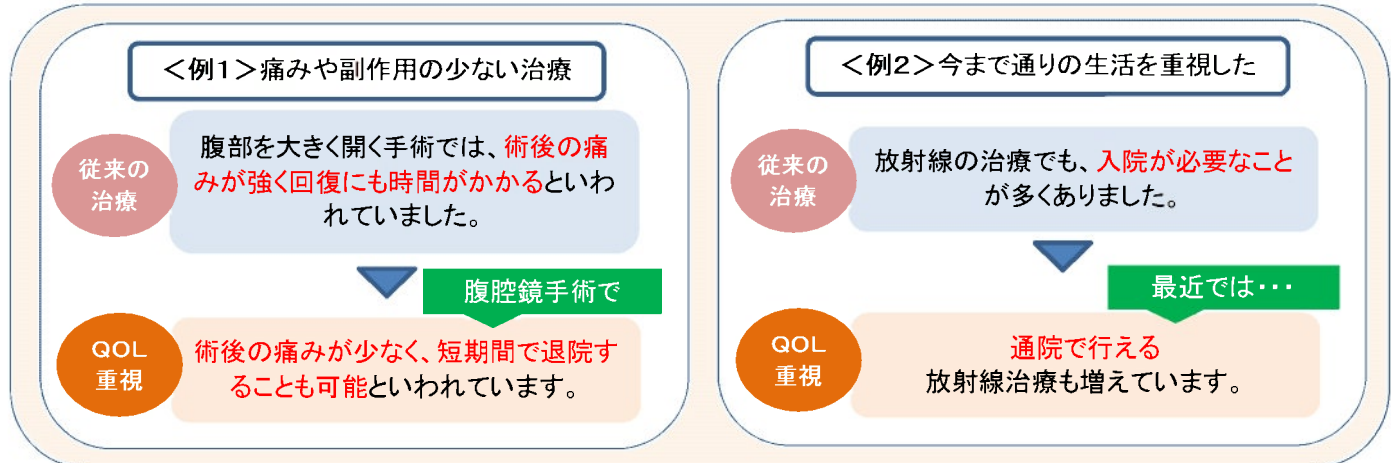 <例1>痛みや副作用の少ない治療
従来の
治療
腹部を大きく開く手術では、術後の痛
みが強く回復にも時間がかかるといわ
れていました。
腹腔鏡手術で
QOL
重視
術後の痛みが少なく、短期間で退院す
ることも可能といわれています。
<例2>今まで通りの生活を重視した
従来の
治療
放射線の治療でも、入院が必要なこと
が多くありました。
最近では・・・
QOL
重視
通院で行える
放射線治療も増えています。